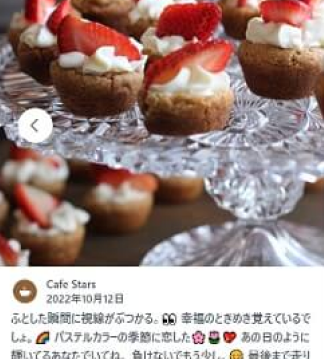 Cafe Stars
2022年10月12日
ふとした瞬間に視線がぶつかる。👀 幸福のときめき覚えているで
しょ。🌈 パステルカラーの季節に恋した🌸🌷💖 あの日のように
輝いてるあなたでいてね。負けないでもう少し。😊 最後まで走り